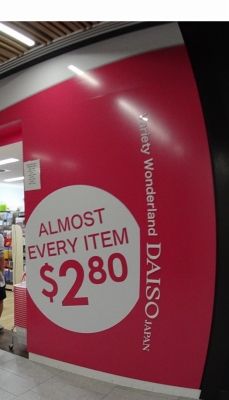 ALMOST
EVERY ITEM
$2.80
Variety Wonderland DAISO JAPAN